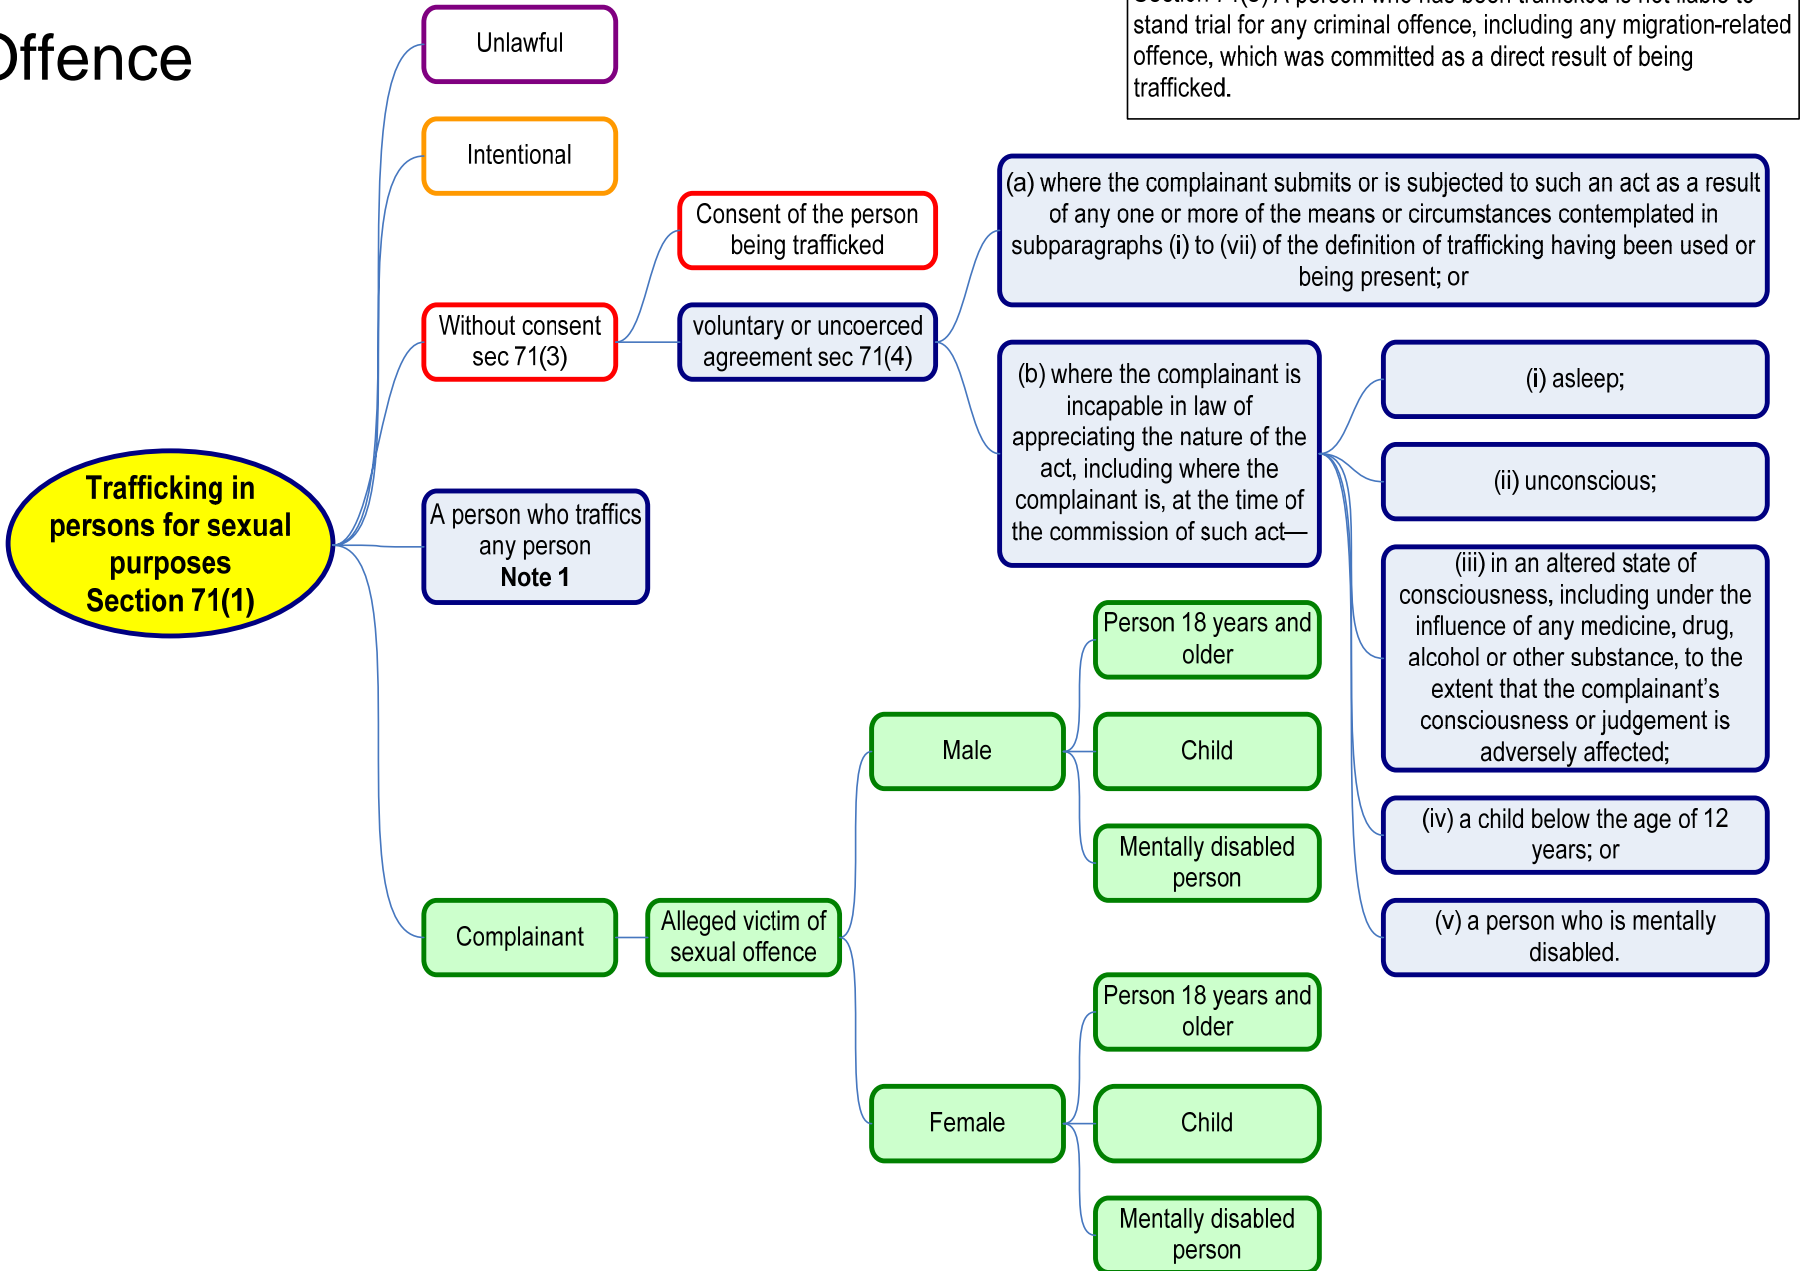 Offence
stand trial for any criminal offence, including any migration-related
offence, which was committed as a direct result of being
trafficked.
Unlawful
Intentional
Without consent
sec 71(3)
Consent of the person
being trafficked
voluntary or uncoerced
agreement sec 71(4)
(a) where the complainant submits or is subjected to such an act as a result
of any one or more of the means or circumstances contemplated in
subparagraphs (i) to (vii) of the definition of trafficking having been used or
being present; or
(b) where the complainant is
incapable in law of
appreciating the nature of the
act, including where the
complainant is, at the time of
the commission of such act—
(i) asleep;
(ii) unconscious;
(iii) in an altered state of
consciousness, including under the
influence of any medicine, drug,
alcohol or other substance, to the
extent that the complainant's
consciousness or judgement is
adversely affected;
(iv) a child below the age of 12
years; or
(v) a person who is mentally
disabled.
Trafficking in
persons for sexual
purposes
Section 71(1)
A person who traffics
any person
Note 1
Complainant
Alleged victim of
sexual offence
Male
Person 18 years and
older
Child
Mentally disabled
person
Female
Person 18 years and
older
Child
Mentally disabled
person